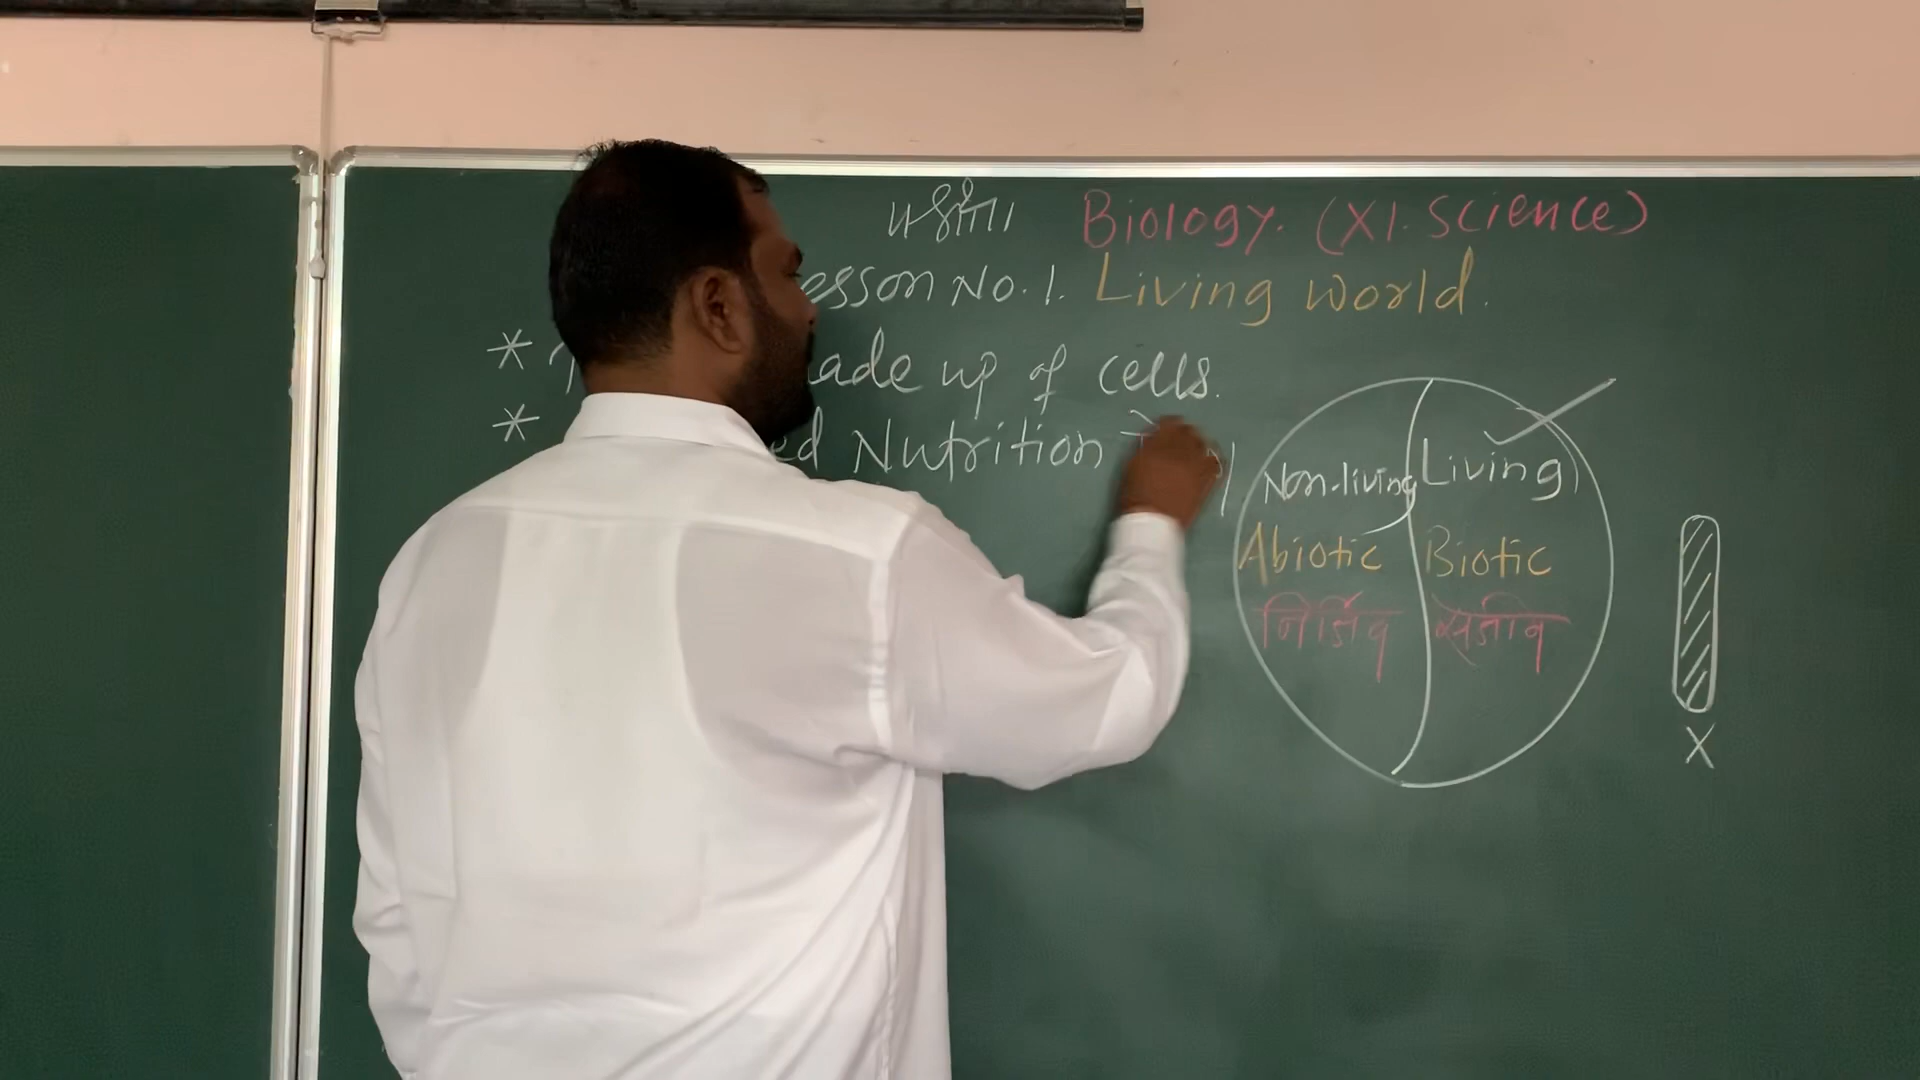 Biology. (XI. Science)
esson No. 1. Living World.
* ade up of cells.
* ed Nutrition
Non-living Living
Abiotic Biotic
निर्जिव सजीव
X